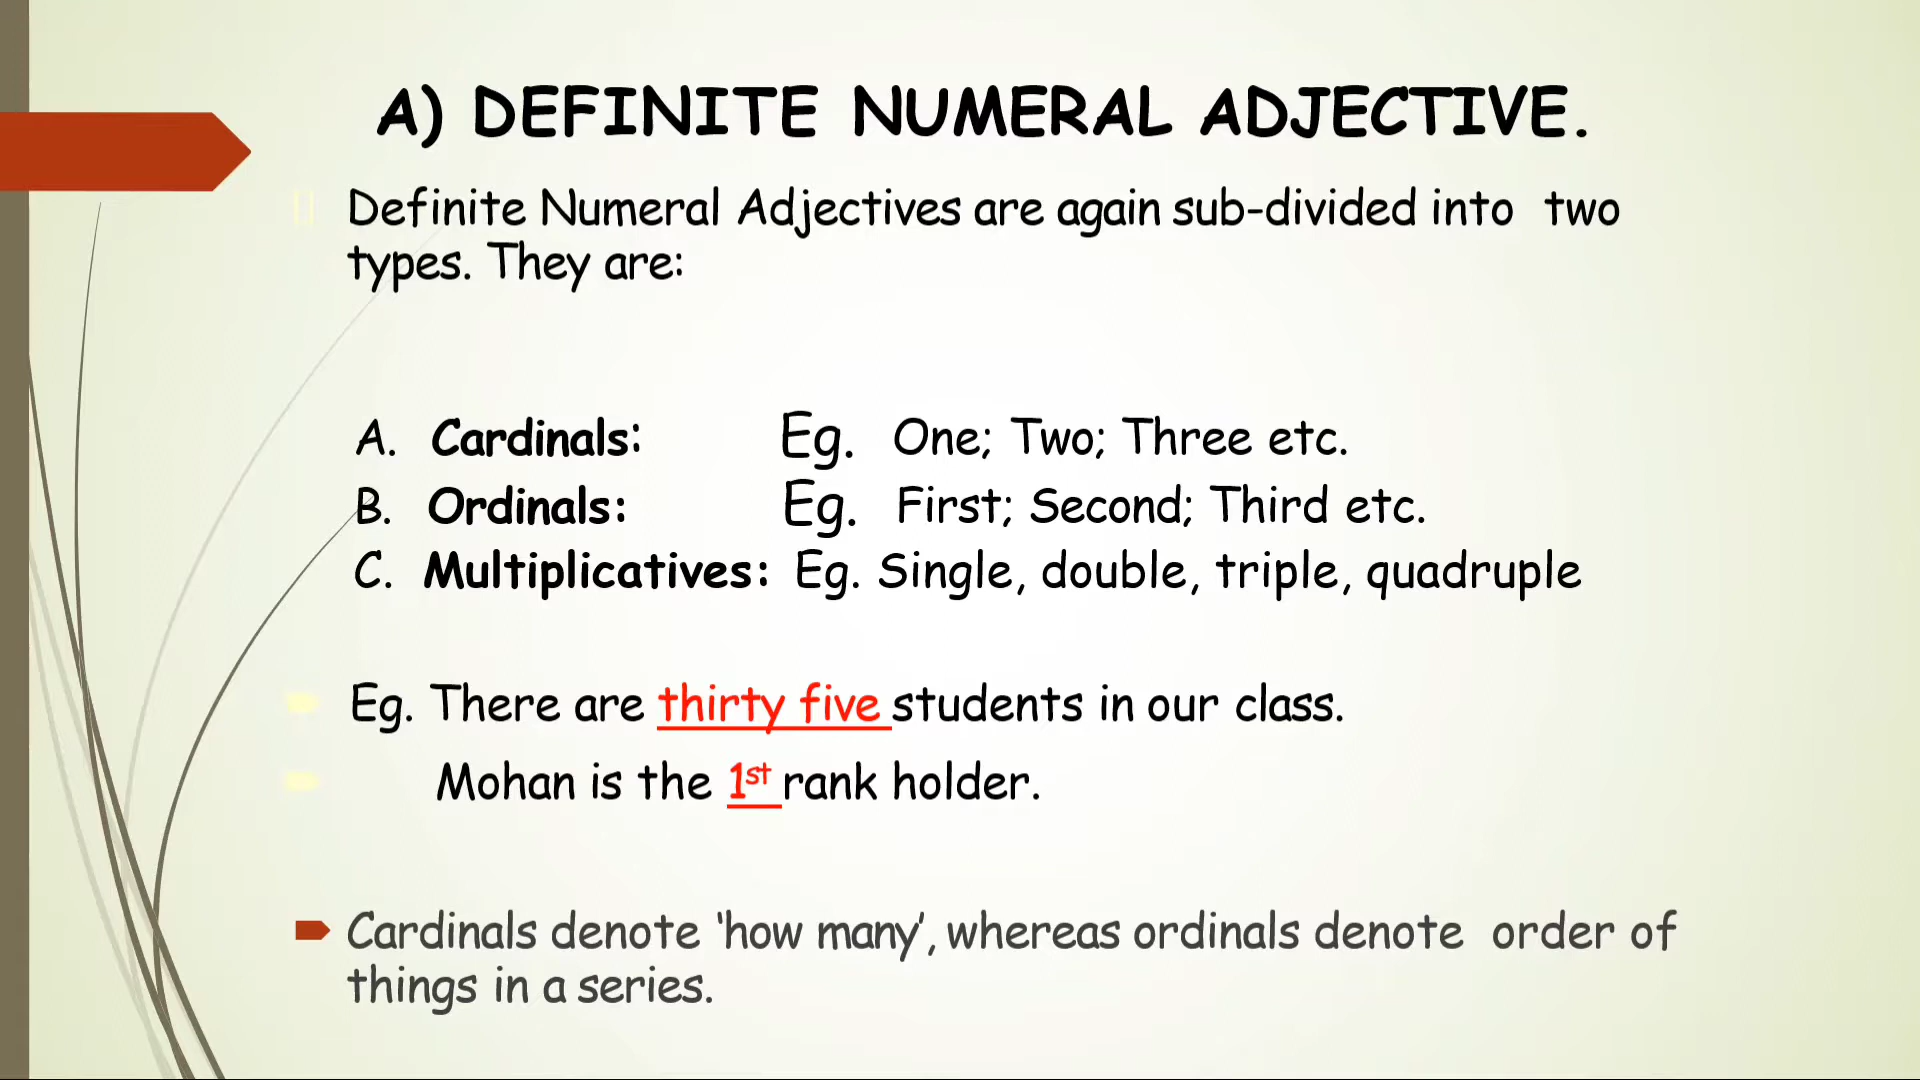 A) DEFINITE NUMERAL ADJECTIVE.
Definite Numeral Adjectives are again sub-divided into two
types. They are:
A. Cardinals: Eg. One; Two; Three etc.
B. Ordinals: Eg. First; Second; Third etc.
C. Multiplicatives: Eg. Single, double, triple, quadruple
Eg. There are thirty five students in our class.
Mohan is the 1st rank holder.
Cardinals denote ‘how many’, whereas ordinals denote order of
things in a series.